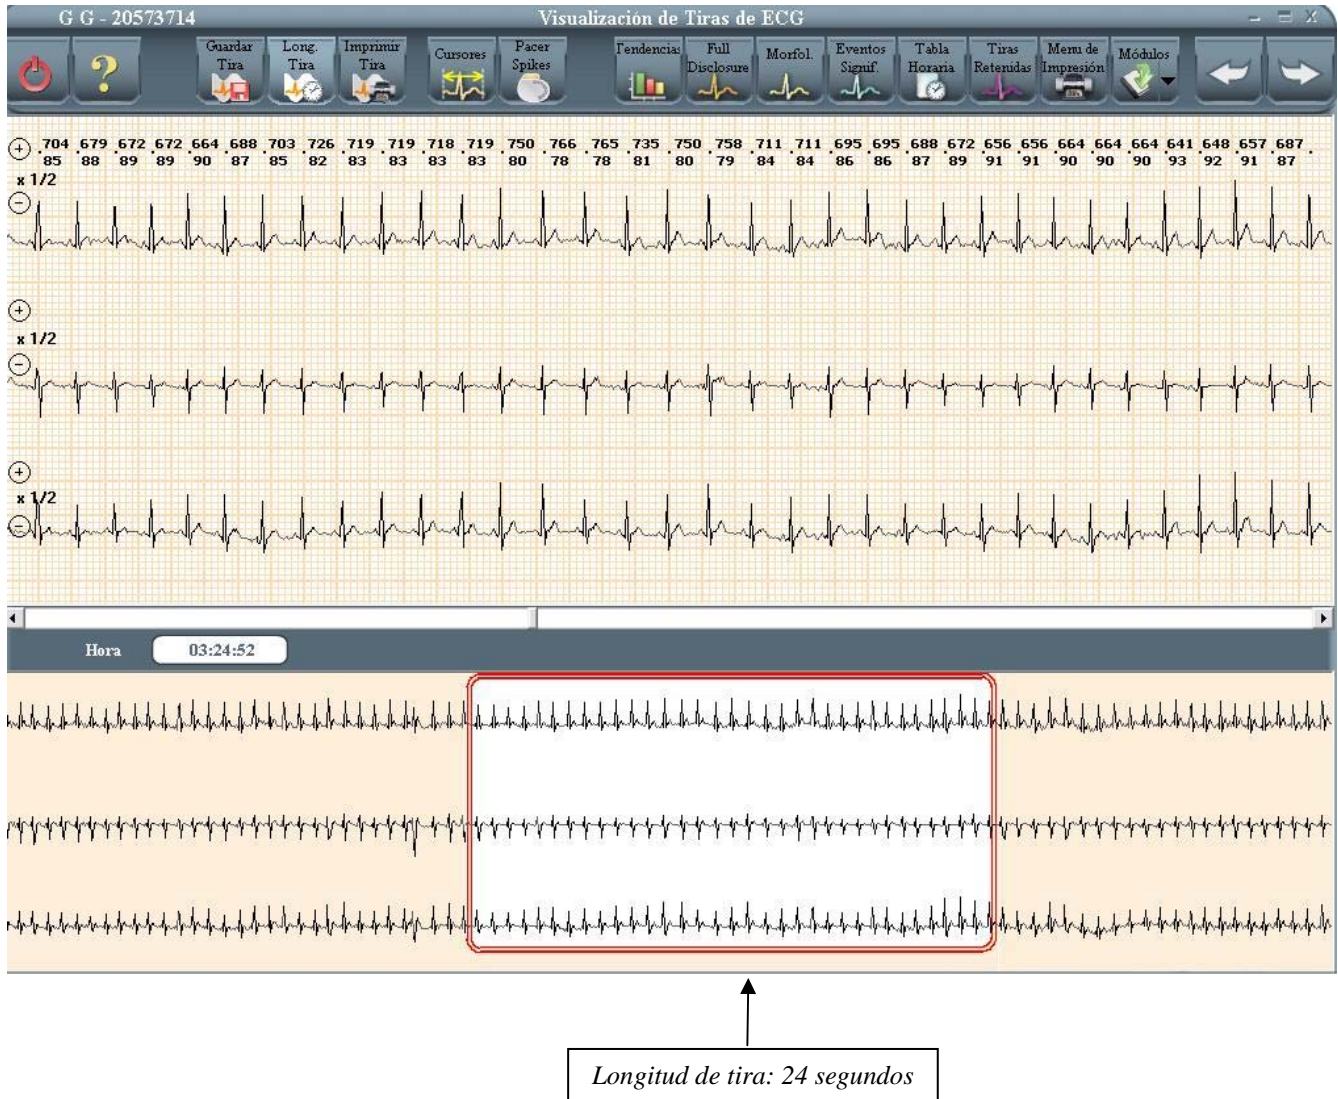 G G - 20573714 Visualización de Tiras de ECG
Guardar Tira Long. Tira Imprimir Tira Cursores Pacer Spikes Tendencias Full Disclosure Morfol. Eventos Signif. Tabla Horaria Tiras Retenidas Menu de Impresión Módulos
.704 .679 .672 .672 .664 .688 .703 .726 .719 .719 .718 .719 .750 .766 .765 .735 .750 .758 .711 .711 .695 .695 .688 .672 .656 .656 .664 .664 .664 .641 .648 .657 .687 .
85 88 89 89 90 87 85 82 83 83 83 83 80 78 78 81 80 79 84 84 86 86 87 89 91 91 90 90 90 93 92 91 87
x 1/2
x 1/2
x 1/2
Hora 03:24:52
Longitud de tira: 24 segundos